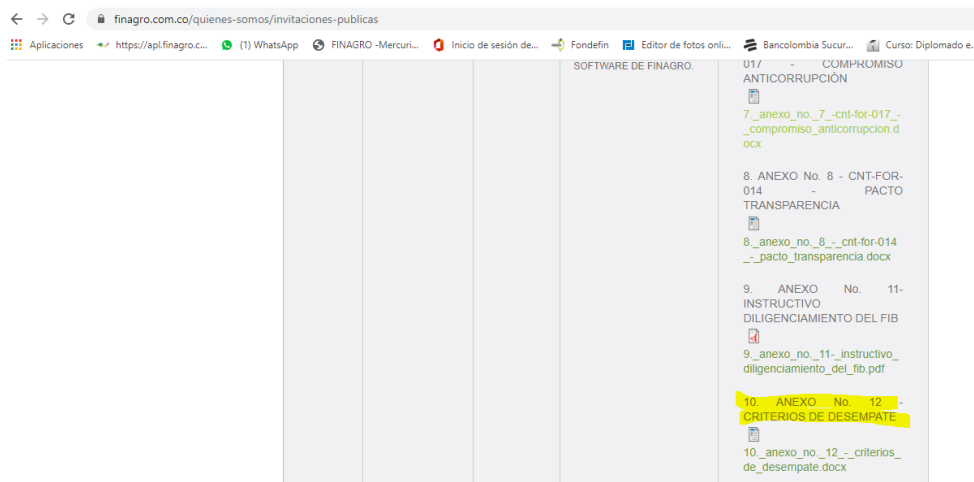 finagro.com.co/quienes-somos/invitaciones-publicas
Aplicaciones https://apl.finagro.c... (1) WhatsApp FINAGRO -Mercuri... Inicio de sesión de... Fondefin Editor de fotos onli... Bancolombia Sucur... Curso: Diplomado e...
SOFTWARE DE FINAGRO.
017 - COMPROMISO
ANTICORRUPCIÓN
7._anexo_no._7_-cnt-for-017_-
_compromiso_anticorrupcion.d
ocx
8. ANEXO No. 8 - CNT-FOR-
014 - PACTO
TRANSPARENCIA
8._anexo_no._8_-_cnt-for-014
_-_pacto_transparencia.docx
9. ANEXO No. 11-
INSTRUCTIVO
DILIGENCIAMIENTO DEL FIB
9._anexo_no._11-_instructivo_
diligenciamiento_del_fib.pdf
10. ANEXO No. 12 -
CRITERIOS DE DESEMPATE
10._anexo_no._12_-_criterios_
de_desempate.docx